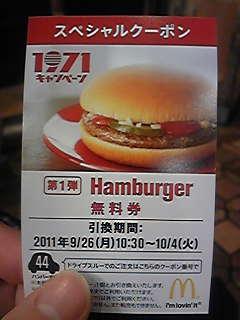 スペシャルクーポン
1971
キャンペーン
第1弾 Hamburger
無料券
引換期間:
2011年9/26(月)10:30〜10/4(火)
44
ドライブスルーでのご注文はこちらのクーポン番号で
i'm lovin' it